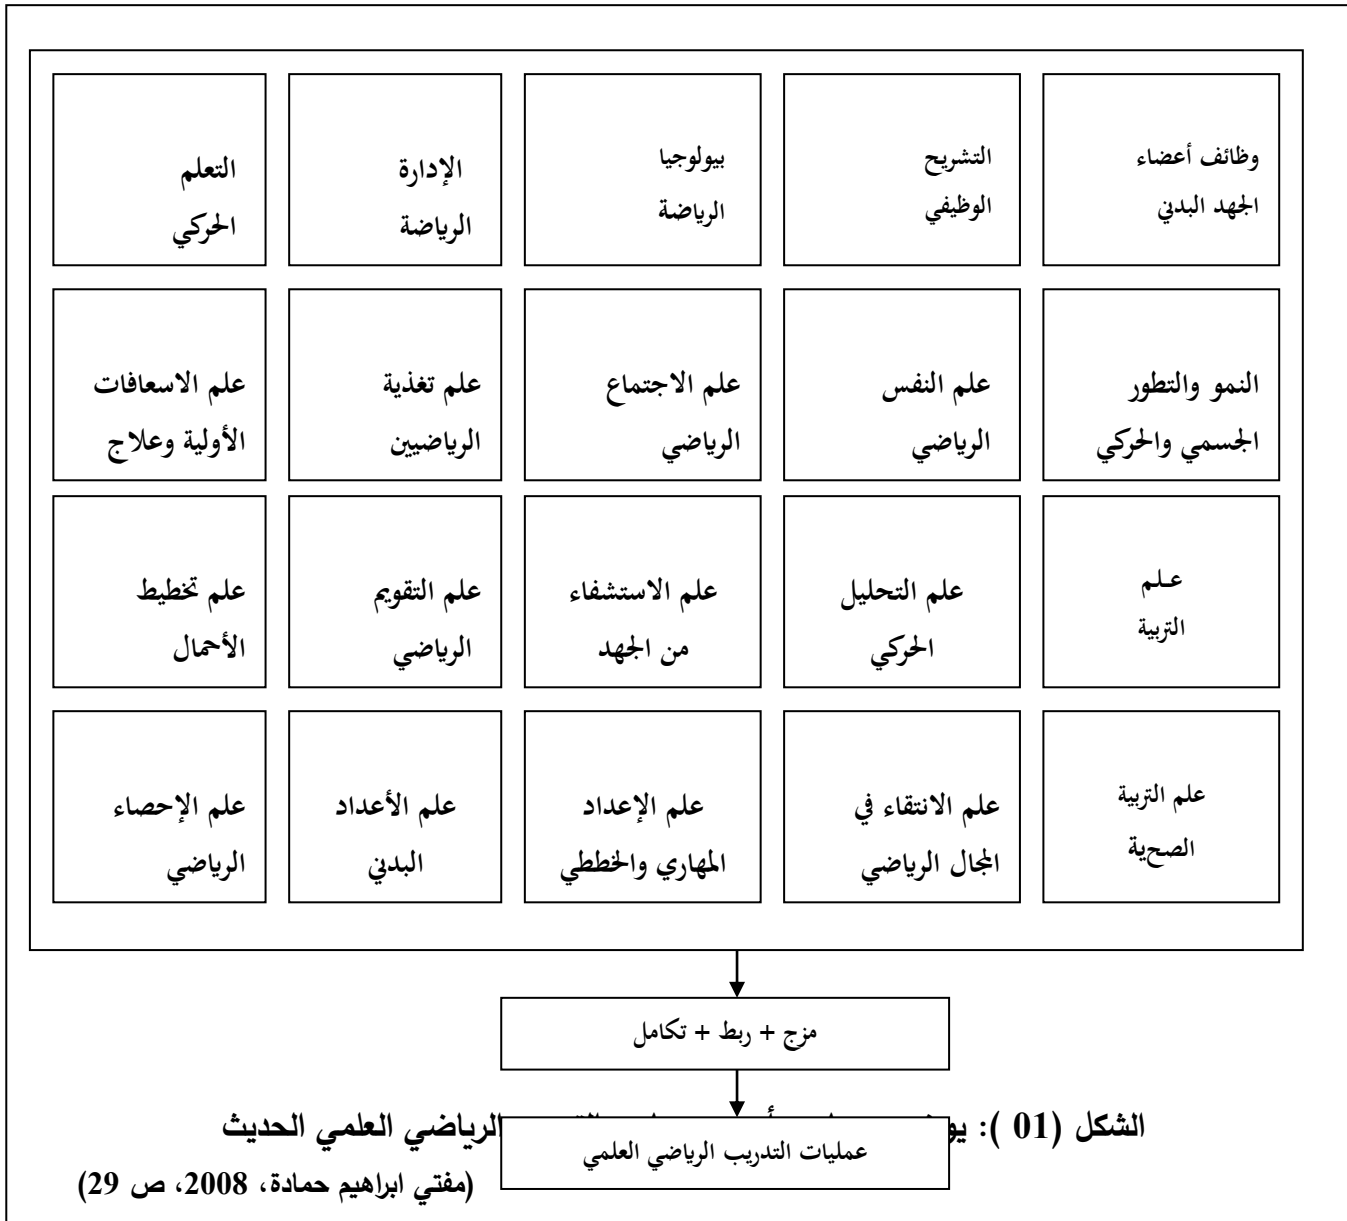 وظائف أعضاء
الجهد البدني
التشريح
الوظيفي
بيولوجيا
الرياضة
الإدارة
الرياضة
التعلم
الحركي
النمو والتطور
الجسمي والحركي
علم النفس
الرياضي
علم الاجتماع
الرياضي
علم تغذية
الرياضيين
علم الاسعافات
الأولية وعلاج
عـلم
التربية
علم التحليل
الحركي
علم الاستشفاء
من الجهد
علم التقويم
الرياضي
علم تخطيط
الأحمال
علم التربية
الصحية
علم الانتقاء في
المجال الرياضي
علم الإعداد
المهاري والخططي
علم الأعداد
البدني
علم الإحصاء
الرياضي
مزج + ربط + تكامل
الشكل (01 ): الرياضي العلمي الحديث
عمليات التدريب الرياضي العلمي
(مفتي ابراهيم حمادة، 2008، ص 29)